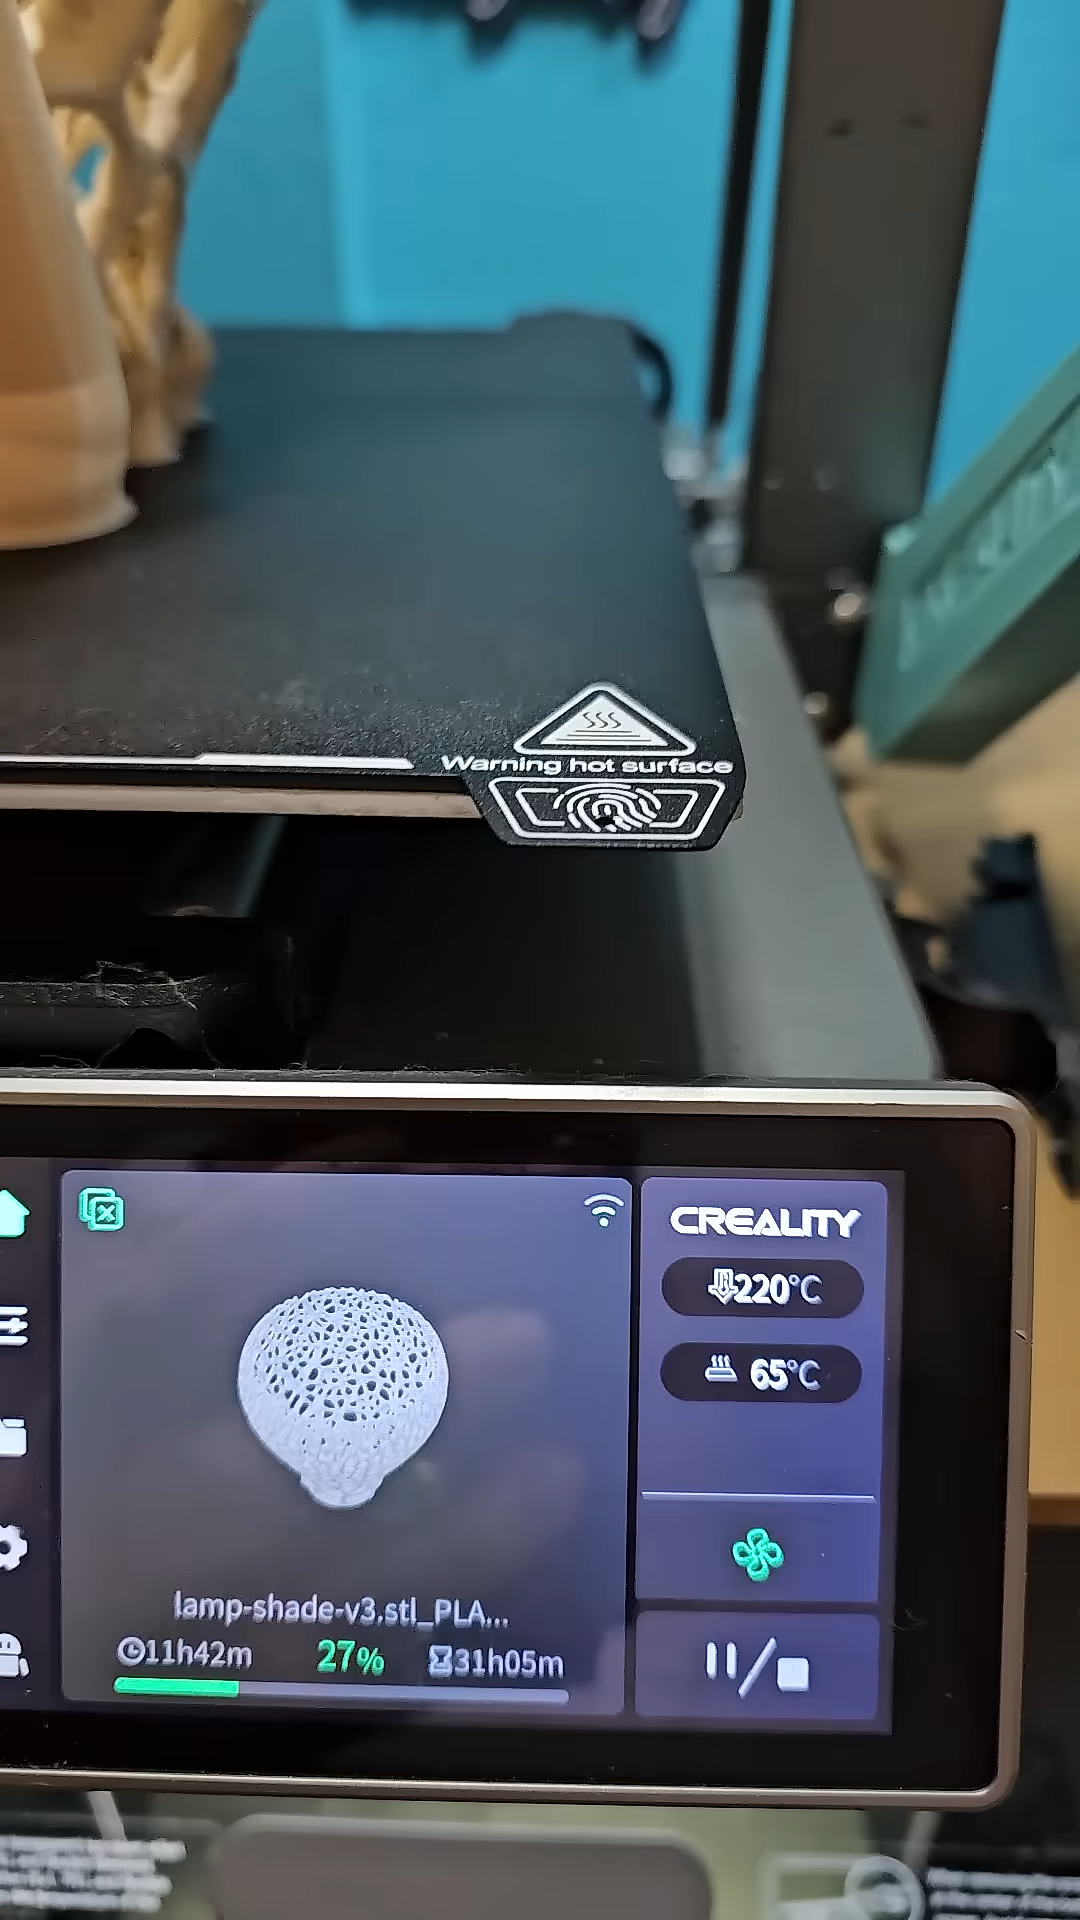 Warning hot surface
CREALITY
220°C
65°C
lamp-shade-v3.stl_PLA...
11h42m 27% 31h05m